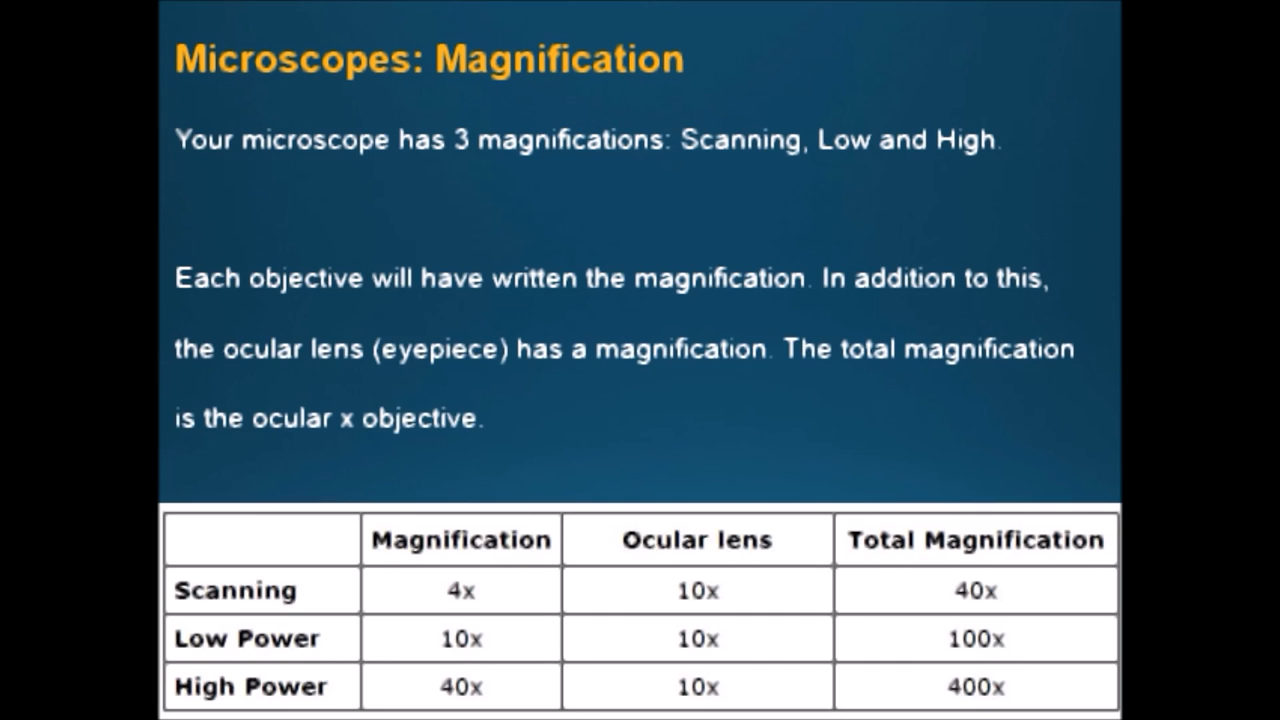 Microscopes: Magnification
Your microscope has 3 magnifications: Scanning, Low and High.
Each objective will have written the magnification. In addition to this,
the ocular lens (eyepiece) has a magnification. The total magnification
is the ocular x objective.
Magnification Ocular lens Total Magnification
Scanning 4x 10x 40x
Low Power 10x 10x 100x
High Power 40x 10x 400x